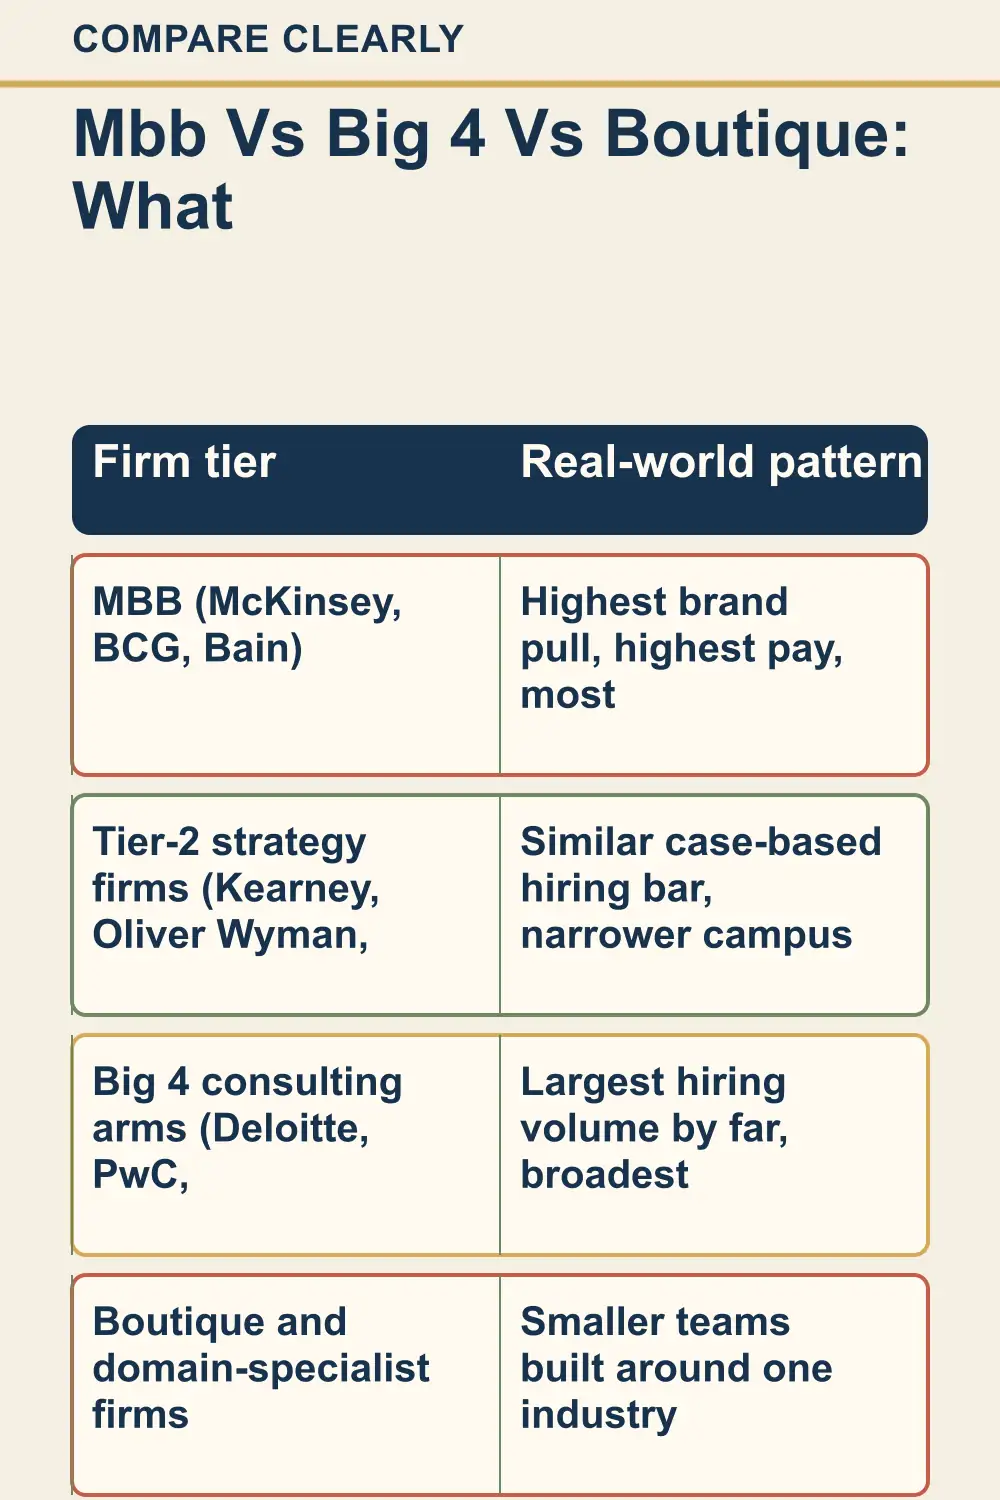 COMPARE CLEARLY
Mbb Vs Big 4 Vs Boutique:
What
Firm tier
Real-world pattern
MBB (McKinsey,
BCG, Bain)
Highest brand
pull, highest pay,
most
Tier-2 strategy
firms (Kearney,
Oliver Wyman,
Similar case-based
hiring bar,
narrower campus
Big 4 consulting
arms (Deloitte,
PwC,
Largest hiring
volume by far,
broadest
Boutique and
domain-specialist
firms
Smaller teams
built around one
industry